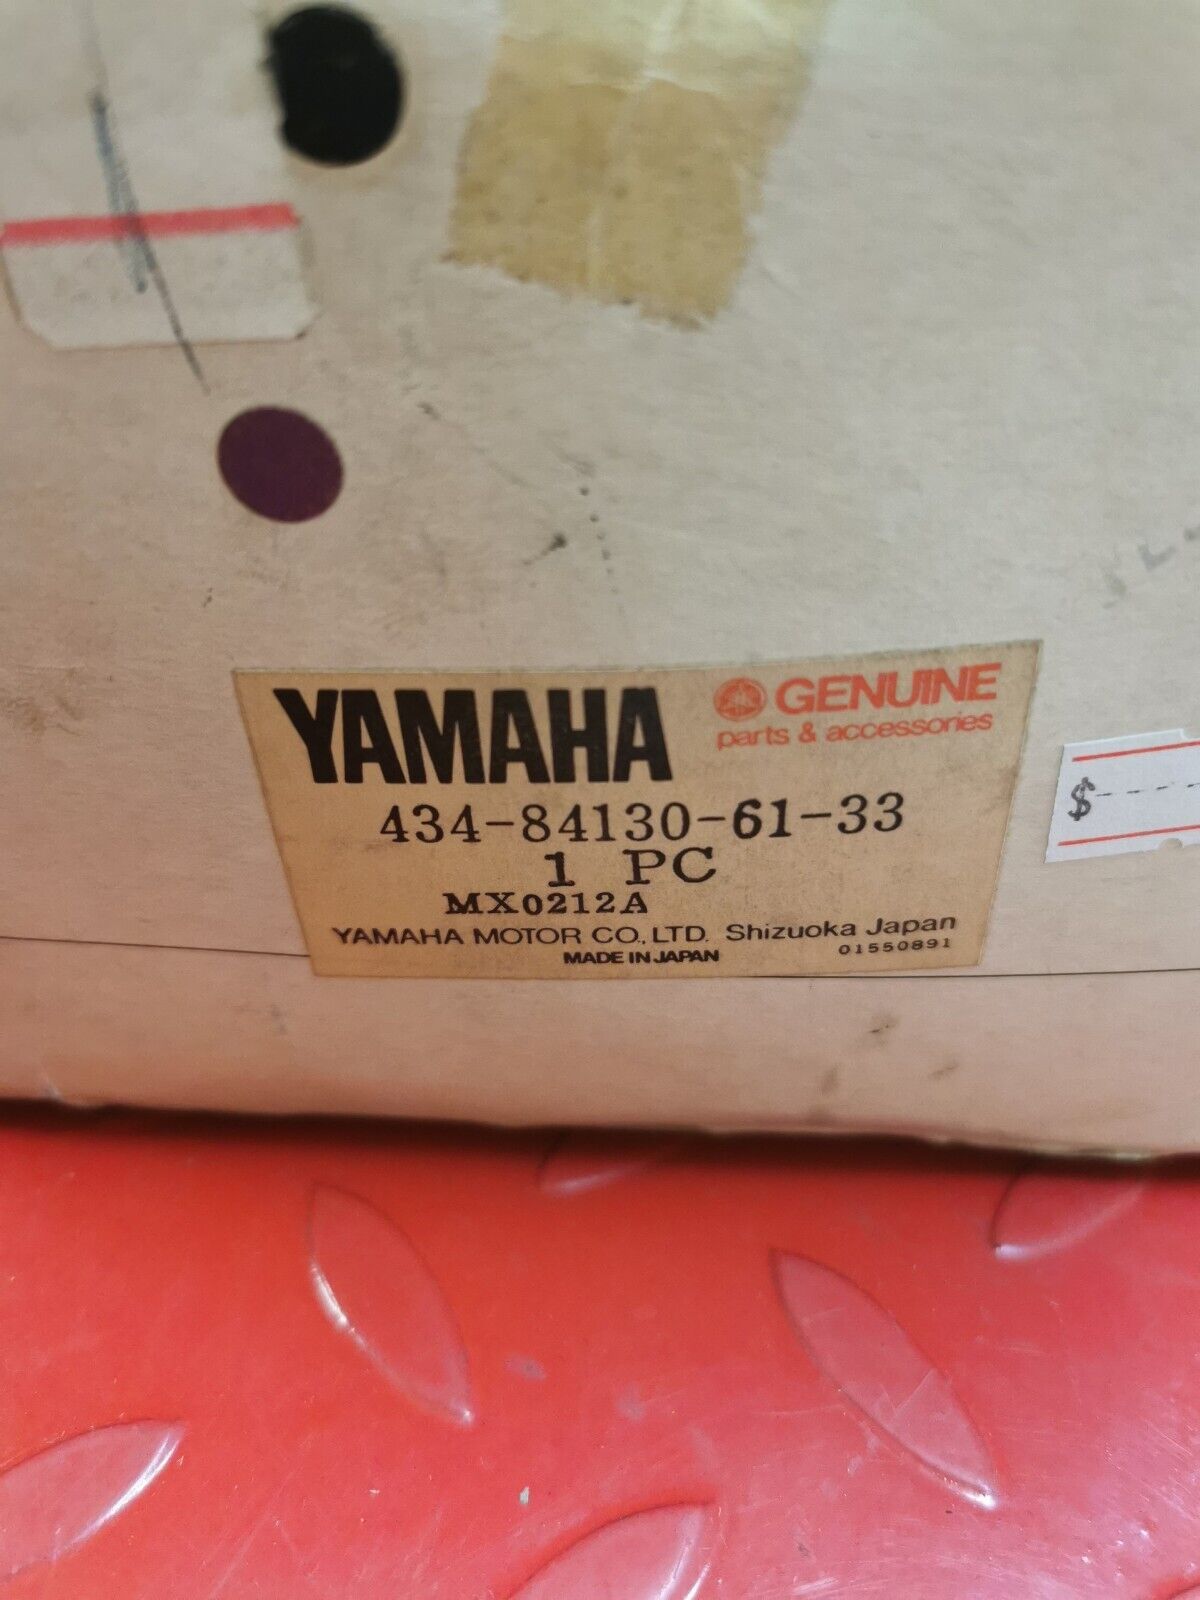 YAMAHA GENUINE
parts & accessories
434-84130-61-33
1 PC
MX0212A
YAMAHA MOTOR CO., LTD. Shizuoka Japan
01550891
MADE IN JAPAN
$